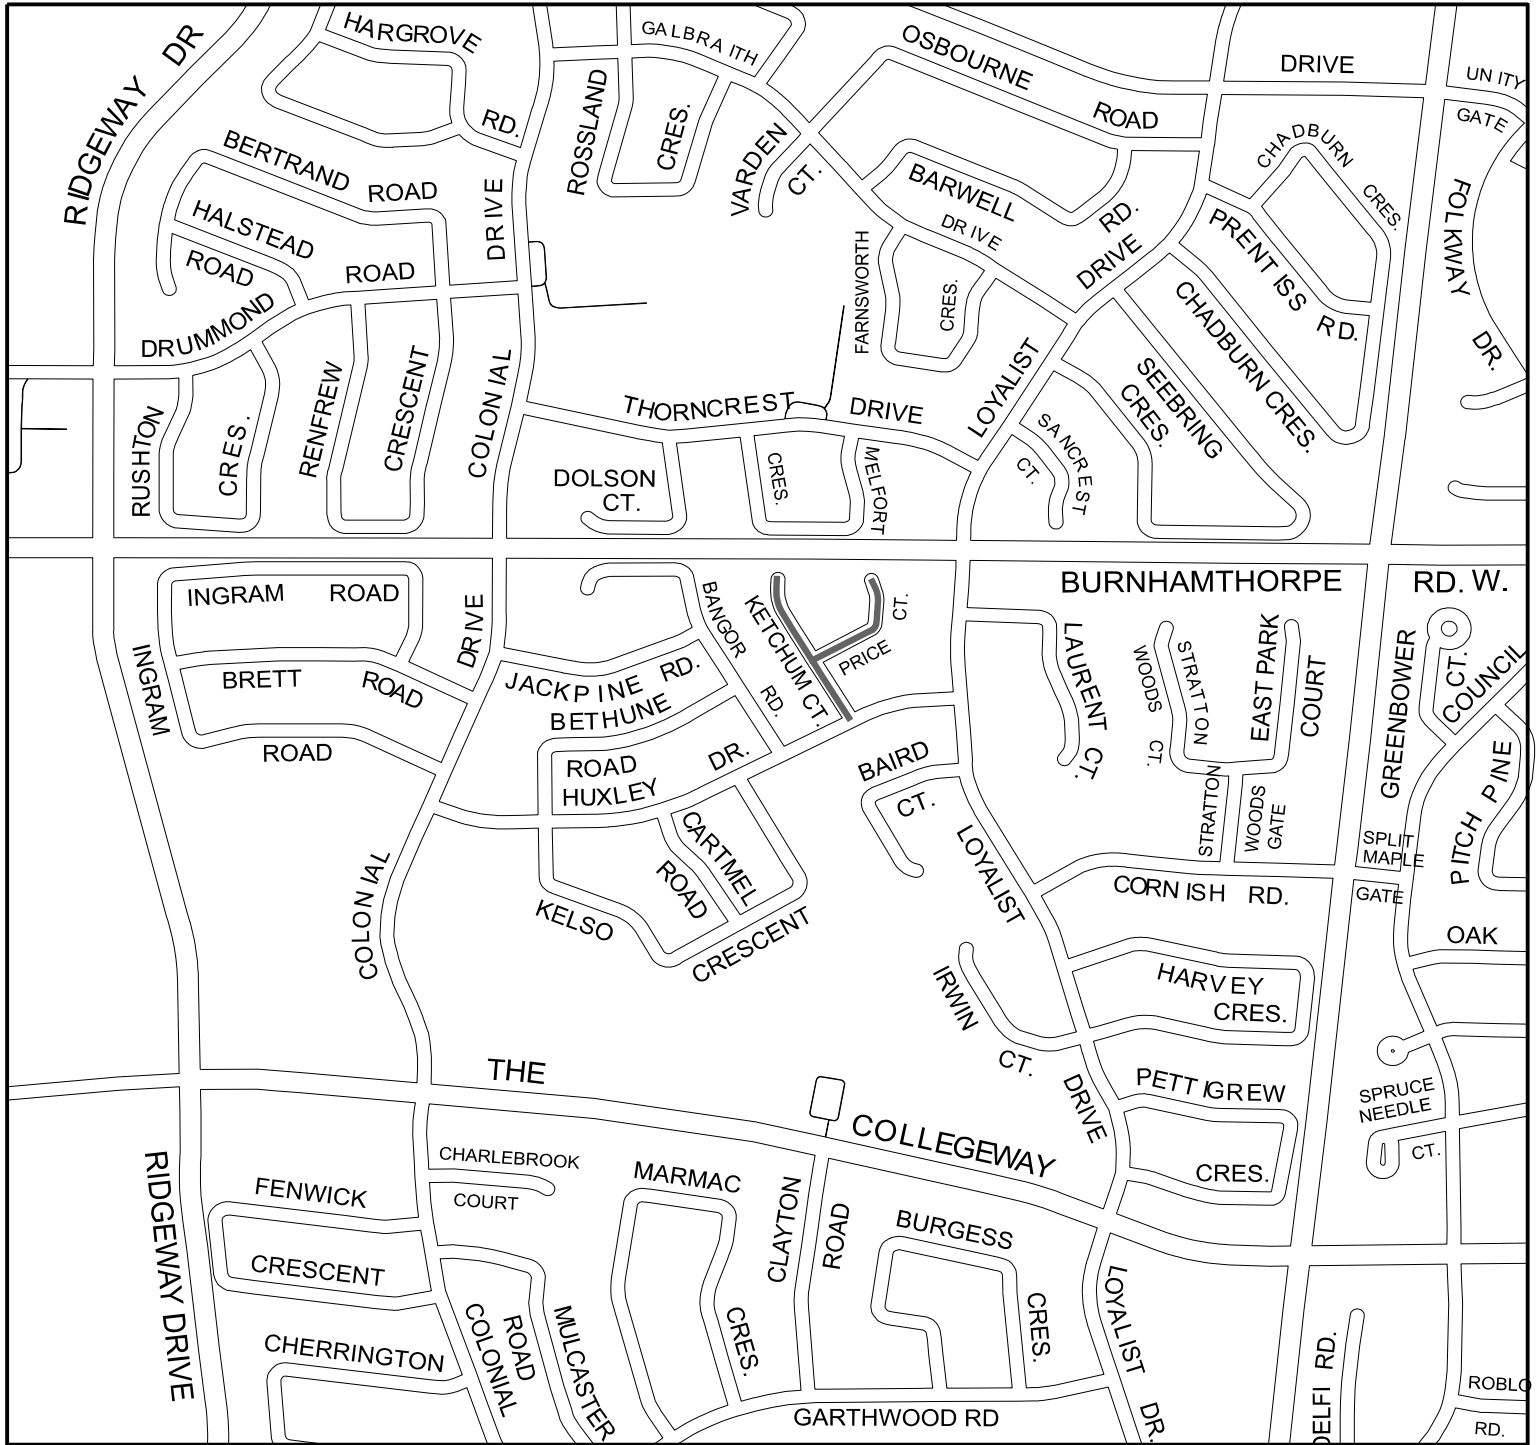 HARGROVE
RD.
GALBRAITH
OSBOURNE
ROAD
DRIVE
UNITY
GATE
RIDGEWAY DR
ROSSLAND
CRES.
VARDEN
CT.
CHADBURN
CRES.
BERTRAND ROAD
BARWELL
RD.
DRIVE
HALSTEAD
ROAD
ROAD
DRIVE
FARNSWORTH
CRES.
DRIVE
PRENTISS
RD.
FOLKWAY
DR.
DRUMMOND
CHADBURN CRES.
SEEBRING
CRES.
RENFREW
CRESCENT
COLONIAL
LOYALIST
THORNCREST DRIVE
RUSHTON
CRES.
DOLSON
CT.
CRES.
MELFORT
SANCREST
CT.
BURNHAMTHORPE RD. W.
INGRAM ROAD
DRIVE
BANGOR
RD.
KETCHUM CT.
PRICE
CT.
LAURENT
CT.
WOODS
CT.
STRATTON
EAST PARK
COURT
GREENBOWER
CT.
COUNCIL
INGRAM
ROAD
BRETT
ROAD
JACKPINE RD.
BETHUNE
ROAD
HUXLEY
DR.
BAIRD
CT.
STRATTON
WOODS
GATE
SPLIT
MAPLE
GATE
PITCH PINE
COLONIAL
CARTMEL
ROAD
KELSO
CRESCENT
LOYALIST
CORNISH RD.
OAK
IRWIN
CT.
HARVEY
CRES.
THE
COLLEGEWAY
DRIVE
PETTIGREW
CRES.
SPRUCE
NEEDLE
CT.
CHARLEBROOK
COURT
RIDGEWAY DRIVE
FENWICK
CRESCENT
MARMAC
CRES.
CLAYTON
ROAD
BURGESS
CRES.
LOYALIST
DR.
CHERRINGTON
COLONIAL
ROAD
MULCASTER
GARTHWOOD RD
DELFI RD.
ROBLO
RD.